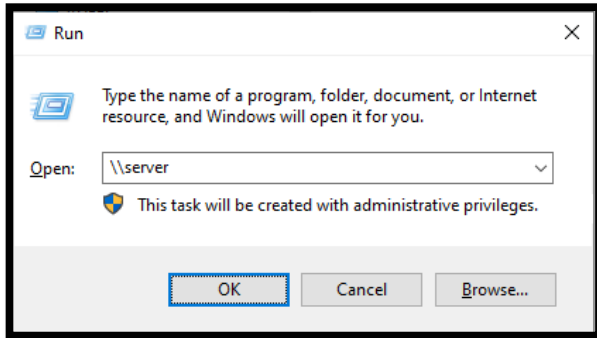 Run
Type the name of a program, folder, document, or Internet
resource, and Windows will open it for you.
Open:
\\server
This task will be created with administrative privileges.
OK
Cancel
Browse...